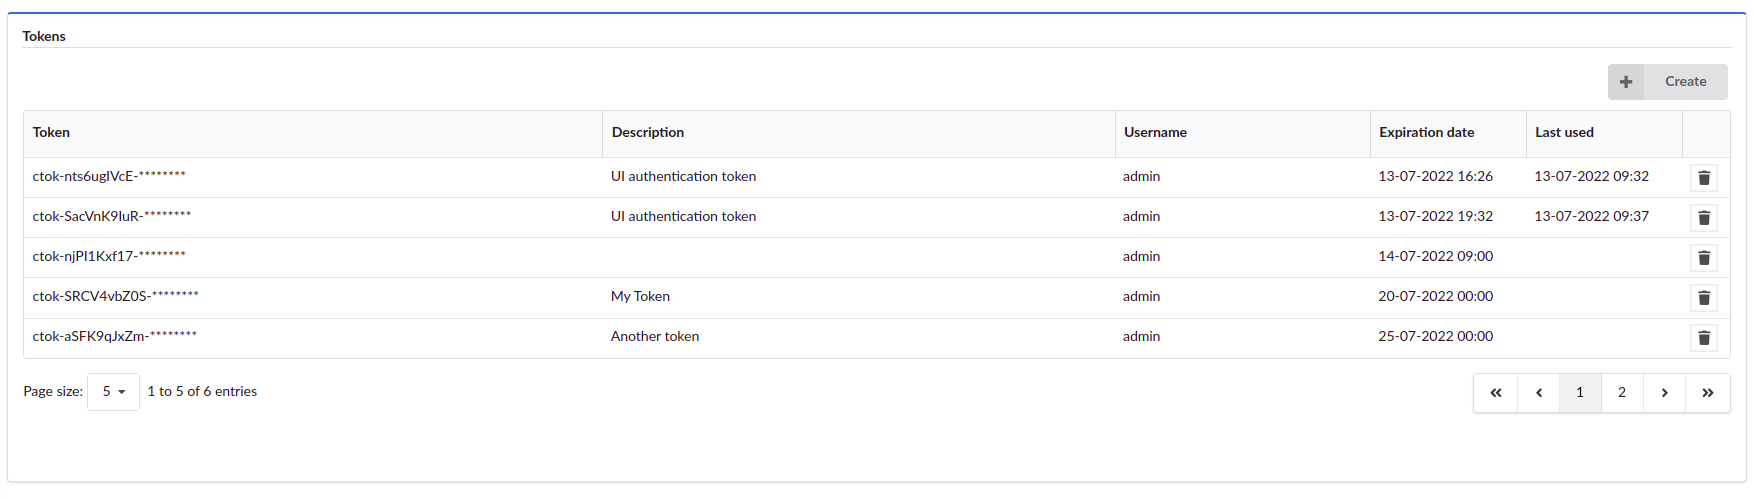 Tokens
Create
Token Description Username Expiration date Last used
ctok-nts6uglVcE-******** UI authentication token admin 13-07-2022 16:26 13-07-2022 09:32
ctok-SacVnK9IuR-******** UI authentication token admin 13-07-2022 19:32 13-07-2022 09:37
ctok-njPI1Kxf17-******** admin 14-07-2022 09:00
ctok-SRCV4vbZ0S-******** My Token admin 20-07-2022 00:00
ctok-aSFK9qJxZm-******** Another token admin 25-07-2022 00:00
Page size: 5 1 to 5 of 6 entries « ‹ 1 2 › »